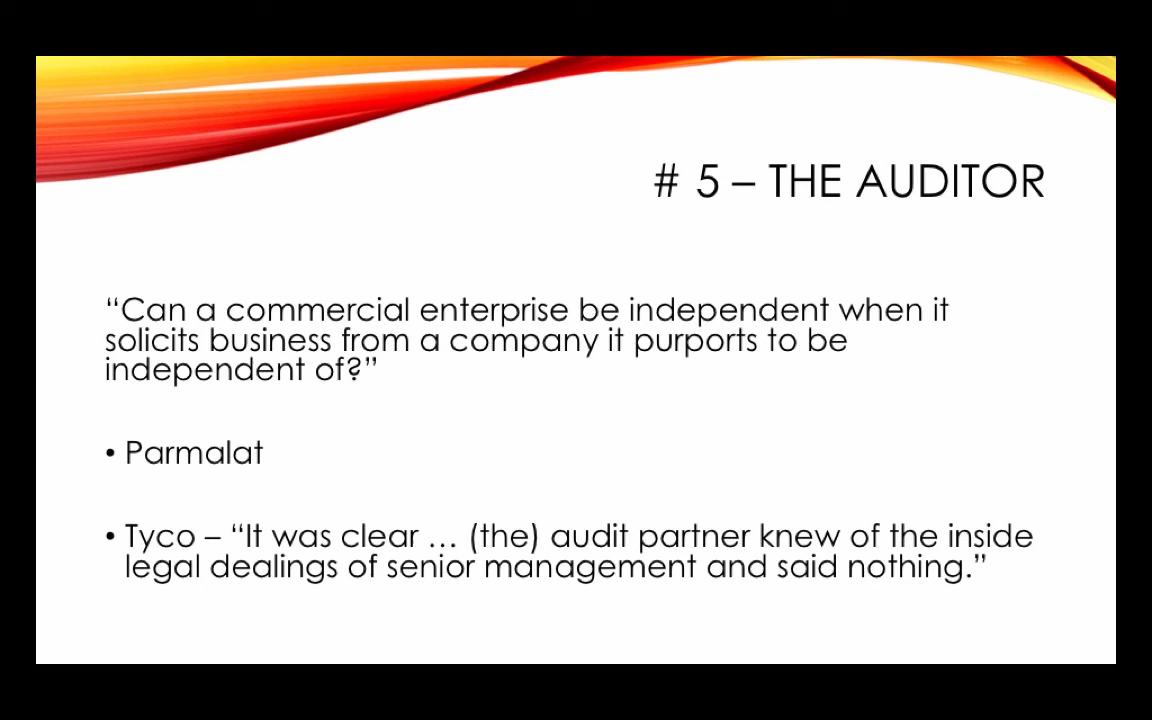 # 5 – THE AUDITOR
“Can a commercial enterprise be independent when it
solicits business from a company it purports to be
independent of?”
• Parmalat
• Tyco – “It was clear … (the) audit partner knew of the inside
legal dealings of senior management and said nothing.”